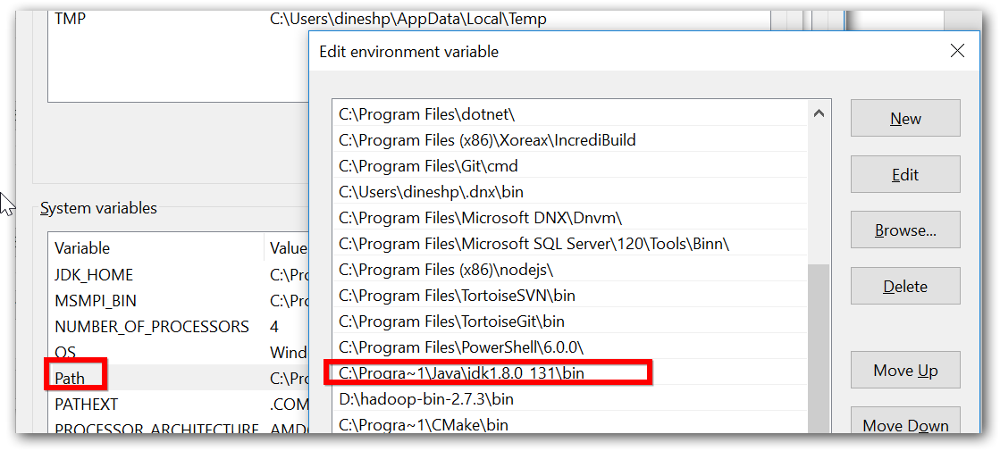 TMP C:\Users\dineshp\AppData\Local\Temp
Edit environment variable
C:\Program Files\dotnet\
C:\Program Files (x86)\Xoreax\IncrediBuild
C:\Program Files\Git\cmd
C:\Users\dineshp\.dnx\bin
C:\Program Files\Microsoft DNX\Dnvm\
C:\Program Files\Microsoft SQL Server\120\Tools\Binn\
C:\Program Files (x86)\nodejs\
C:\Program Files\TortoiseSVN\bin
C:\Program Files\TortoiseGit\bin
C:\Program Files\PowerShell\6.0.0\
C:\Progra~1\Java\jdk1.8.0_131\bin
D:\hadoop-bin-2.7.3\bin
C:\Progra~1\CMake\bin
New
Edit
Browse...
Delete
Move Up
Move Down
System variables
Variable Value
JDK_HOME C:\Pro
MSMPI_BIN C:\Pro
NUMBER_OF_PROCESSORS 4
OS Wind
Path C:\Pro
PATHEXT .COM
PROCESSOR_ARCHITECTURE AMD6